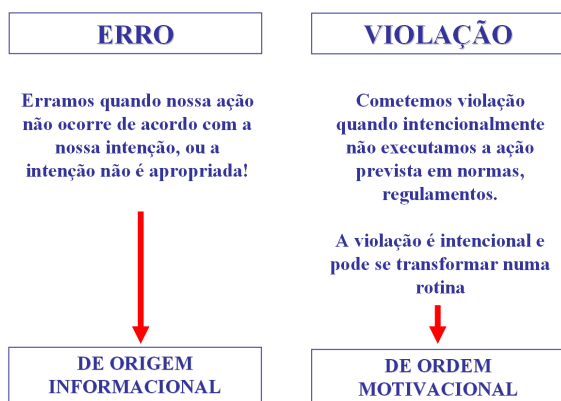 ERRO
Erramos quando nossa ação
não ocorre de acordo com a
nossa intenção, ou a
intenção não é apropriada!
DE ORIGEM
INFORMACIONAL
VIOLAÇÃO
Cometemos violação
quando intencionalmente
não executamos a ação
prevista em normas,
regulamentos.
A violação é intencional e
pode se transformar numa
rotina
DE ORDEM
MOTIVACIONAL